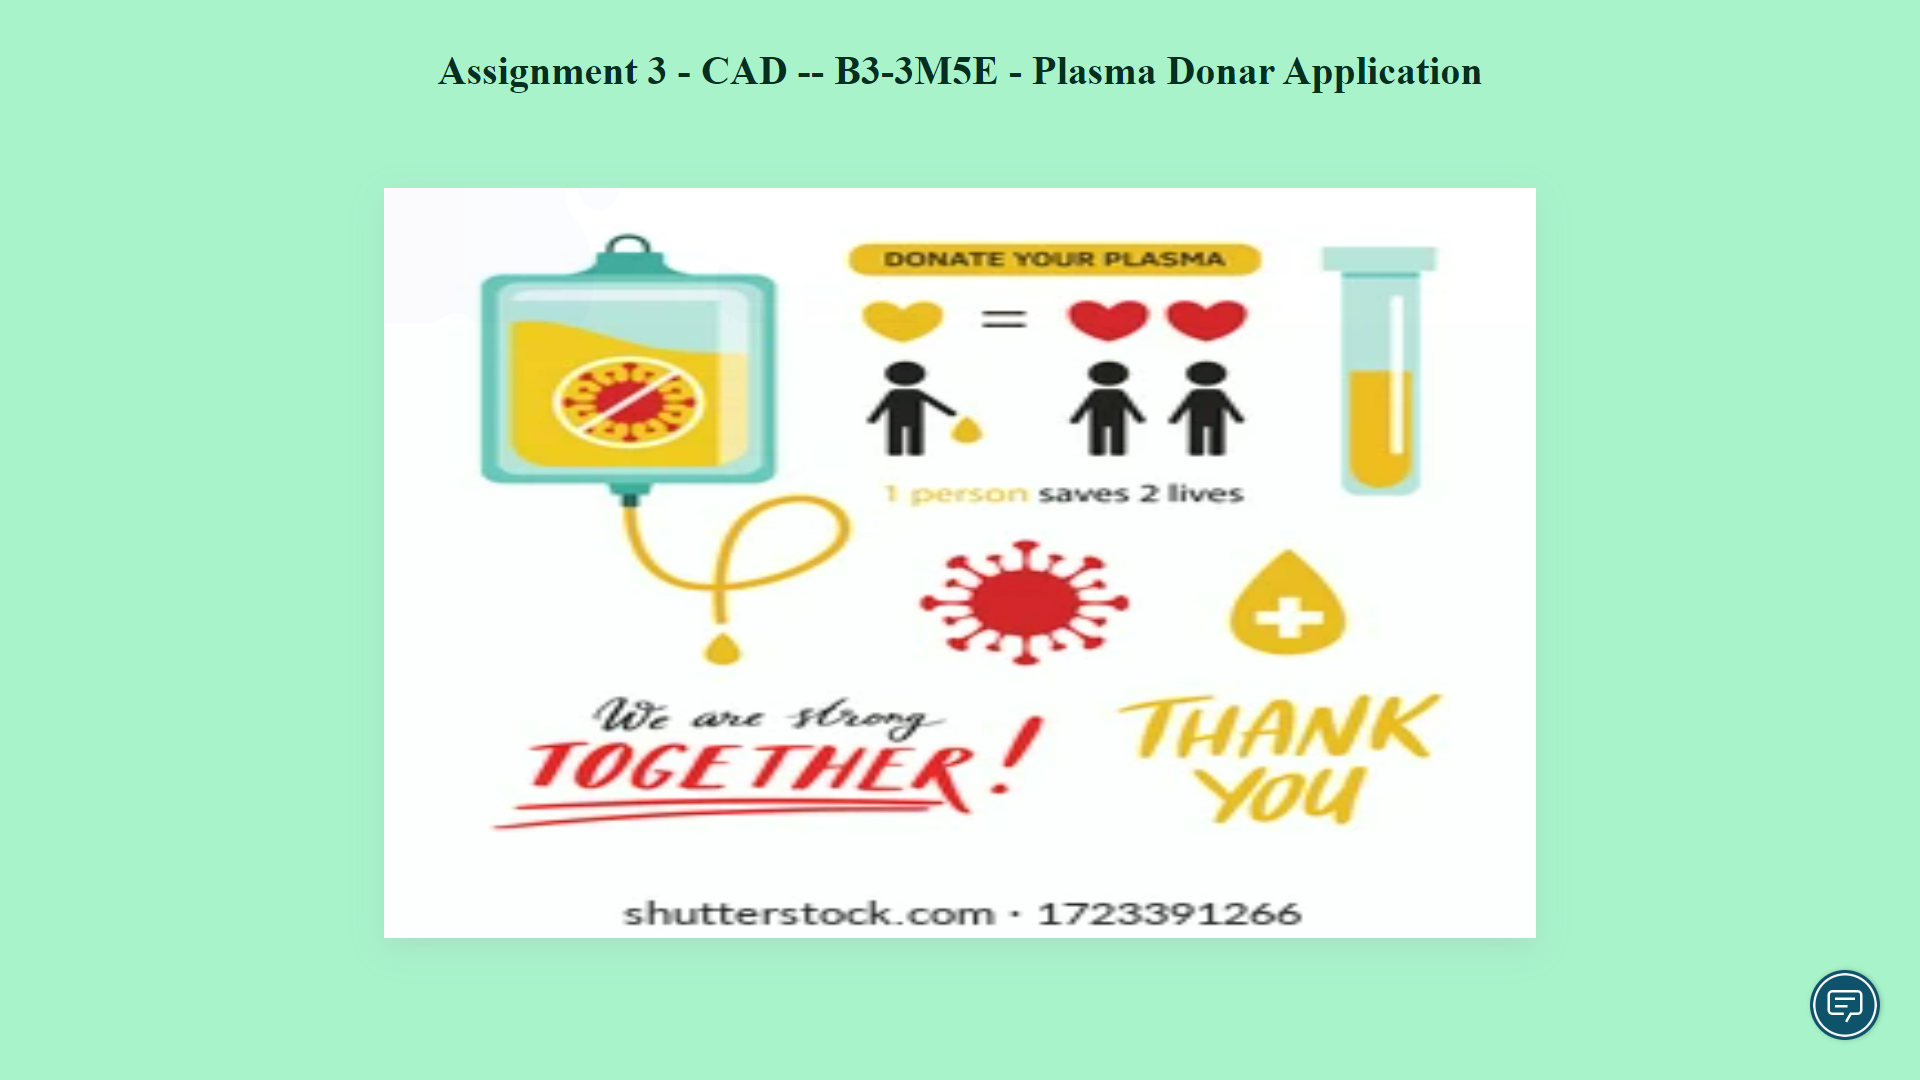 Assignment 3 - CAD -- B3-3M5E - Plasma Donar Application
DONATE YOUR PLASMA
1 person saves 2 lives
We are strong
TOGETHER!
THANK
YOU
shutterstock.com · 1723391266